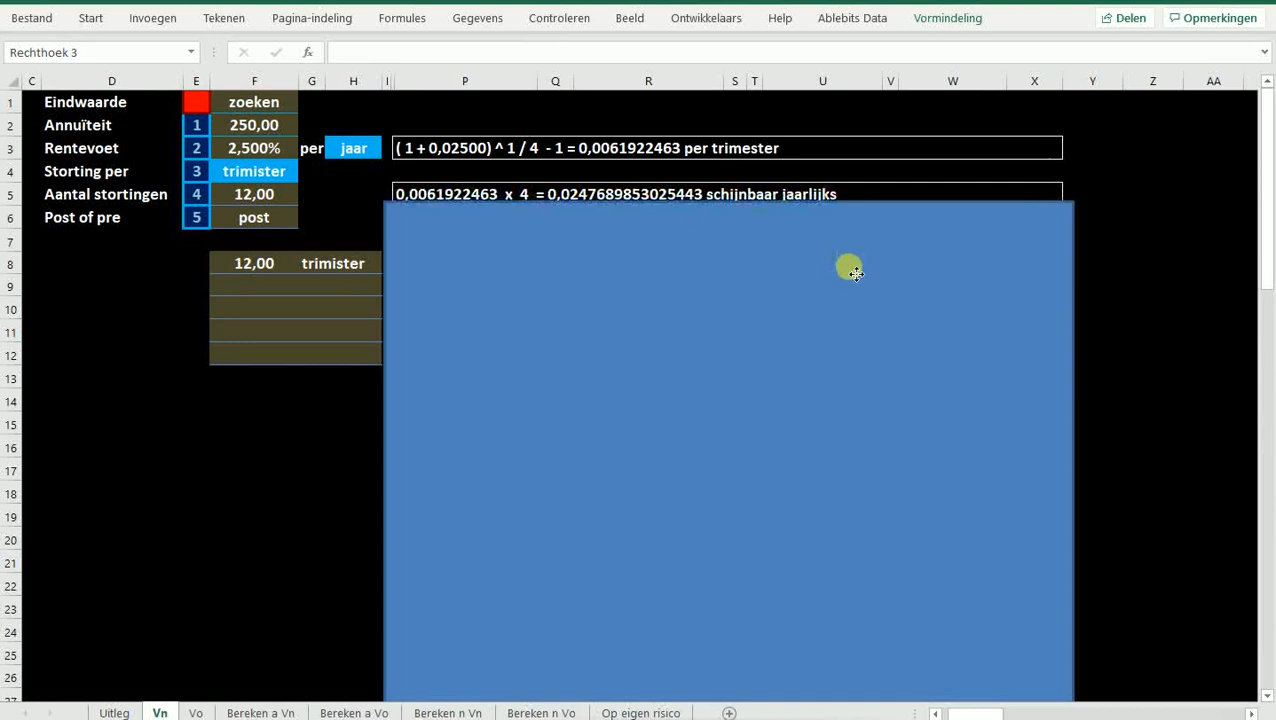 Bestand Start Invoegen Tekenen Pagina-indeling Formules Gegevens Controleren Beeld Ontwikkelaars Help Ablebits Data Vormindeling Delen Opmerkingen
Rechthoek 3 fx
C D E F G H I P Q R S T U V W X Y Z AA
1 Eindwaarde zoeken
2 Annuïteit 1 250,00
3 Rentevoet 2 2,500% per jaar ( 1 + 0,02500) ^ 1 / 4 - 1 = 0,0061922463 per trimester
4 Storting per 3 trimister
5 Aantal stortingen 4 12,00 0,0061922463 x 4 = 0,0247689853025443 schijnbaar jaarlijks
6 Post of pre 5 post
7
8 12,00 trimister
9
10
11
12
13
14
15
16
17
18
19
20
21
22
23
24
25
26
27
Uitleg Vn Vo Bereken a Vn Bereken a Vo Bereken n Vn Bereken n Vo Op eigen risico